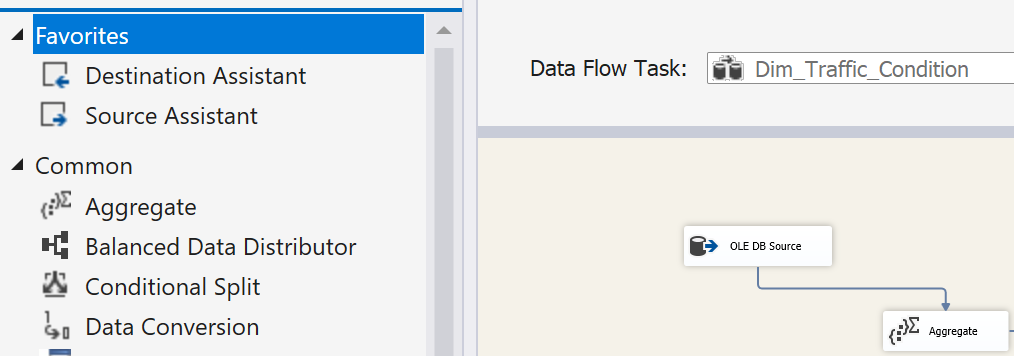 Favorites
Destination Assistant
Source Assistant
Common
Aggregate
Balanced Data Distributor
Conditional Split
Data Conversion
Data Flow Task: Dim_Traffic_Condition
OLE DB Source
Aggregate